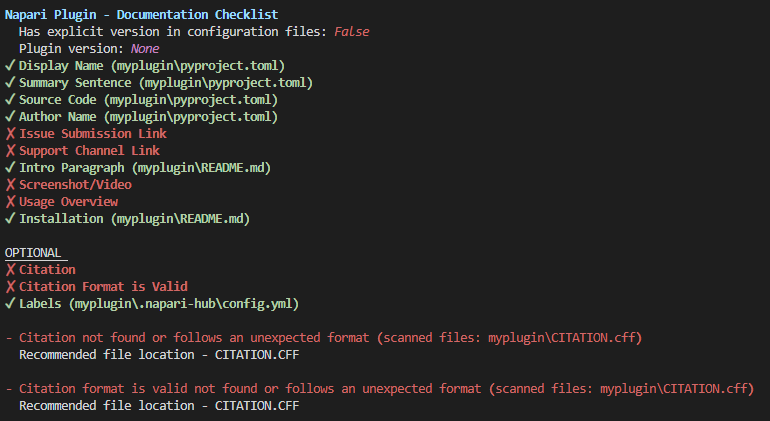 Napari Plugin - Documentation Checklist
Has explicit version in configuration files: False
Plugin version: None
✓ Display Name (myplugin\pyproject.toml)
✓ Summary Sentence (myplugin\pyproject.toml)
✓ Source Code (myplugin\pyproject.toml)
✓ Author Name (myplugin\pyproject.toml)
✗ Issue Submission Link
✗ Support Channel Link
✓ Intro Paragraph (myplugin\README.md)
✗ Screenshot/Video
✗ Usage Overview
✓ Installation (myplugin\README.md)
OPTIONAL
✗ Citation
✗ Citation Format is Valid
✓ Labels (myplugin\.napari-hub\config.yml)
- Citation not found or follows an unexpected format (scanned files: myplugin\CITATION.cff)
Recommended file location - CITATION.CFF
- Citation format is valid not found or follows an unexpected format (scanned files: myplugin\CITATION.cff)
Recommended file location - CITATION.CFF